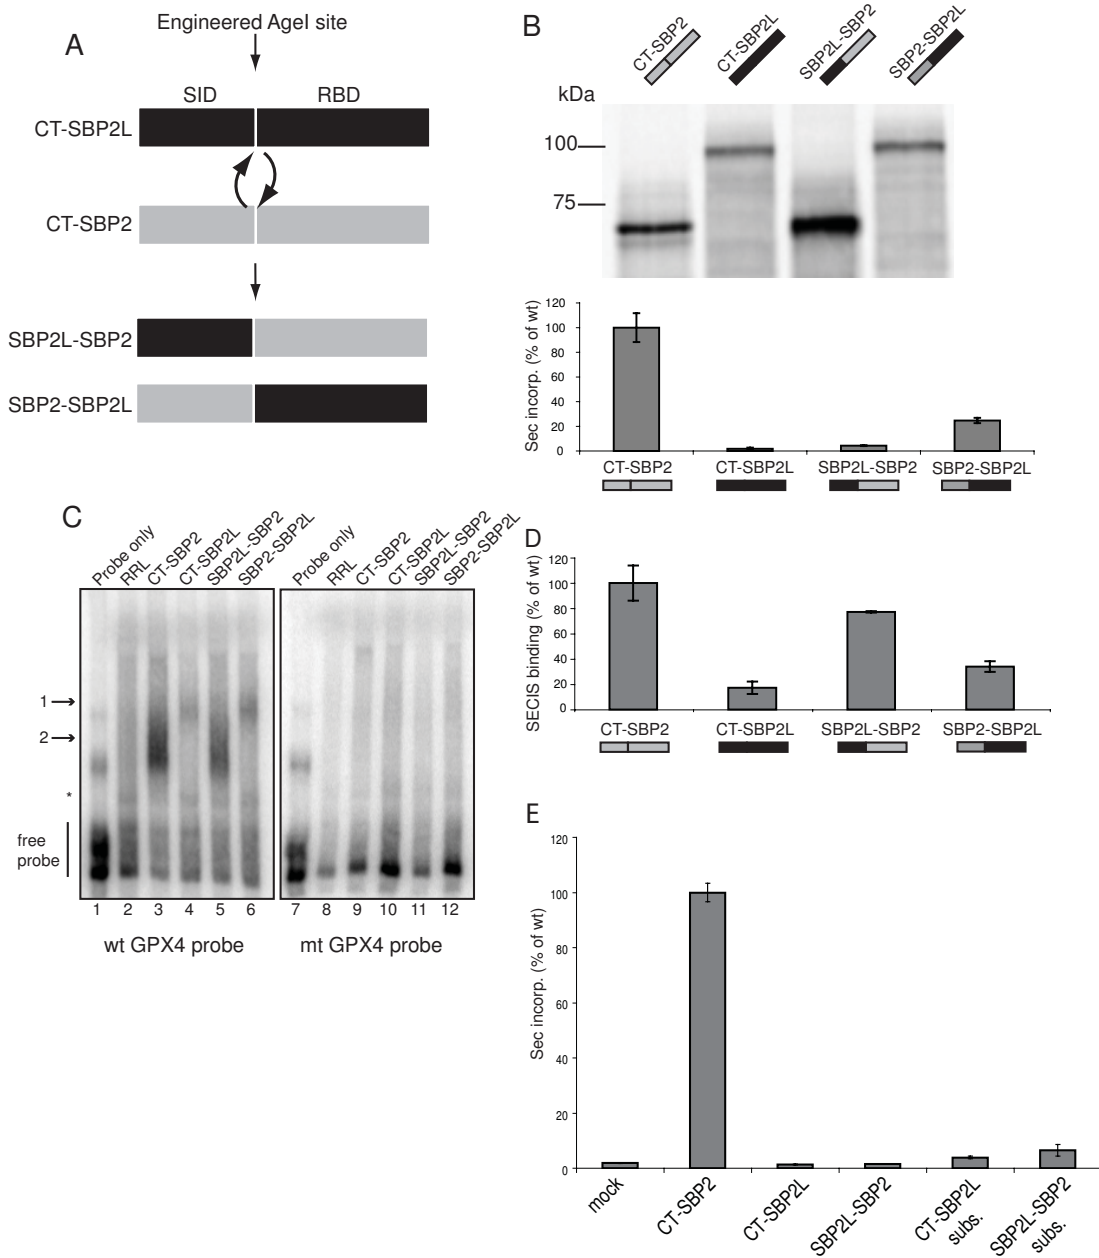 A
Engineered AgeI site
SID RBD
CT-SBP2L
CT-SBP2
SBP2L-SBP2
SBP2-SBP2L
B
CT-SBP2 CT-SBP2L SBP2L-SBP2 SBP2-SBP2L
kDa
100
75
Sec incorp. (% of wt)
120
100
80
60
40
20
0
CT-SBP2 CT-SBP2L SBP2L-SBP2 SBP2-SBP2L
C
Probe only RRL CT-SBP2 CT-SBP2L SBP2L-SBP2 SBP2-SBP2L
Probe only RRL CT-SBP2 CT-SBP2L SBP2L-SBP2 SBP2-SBP2L
1
2
*
free
probe
1 2 3 4 5 6 7 8 9 10 11 12
wt GPX4 probe mt GPX4 probe
D
SECIS binding (% of wt)
120
100
80
60
40
20
0
CT-SBP2 CT-SBP2L SBP2L-SBP2 SBP2-SBP2L
E
Sec incorp. (% of wt)
120
100
80
60
40
20
0
mock CT-SBP2 CT-SBP2L SBP2L-SBP2 CT-SBP2L subs. SBP2L-SBP2 subs.